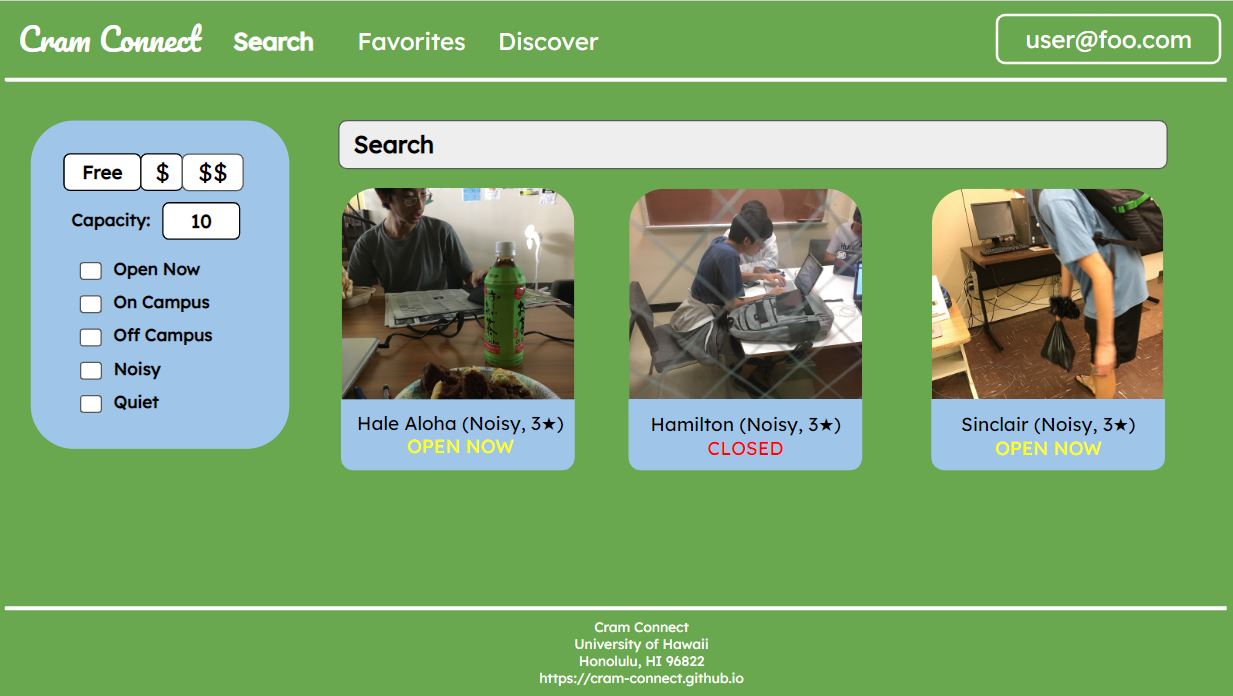 Cram Connect Search Favorites Discover user@foo.com
Free $ $$
Capacity: 10
Open Now
On Campus
Off Campus
Noisy
Quiet
Search
Hale Aloha (Noisy, 3★)
OPEN NOW
Hamilton (Noisy, 3★)
CLOSED
Sinclair (Noisy, 3★)
OPEN NOW
Cram Connect
University of Hawaii
Honolulu, HI 96822
https://cram-connect.github.io